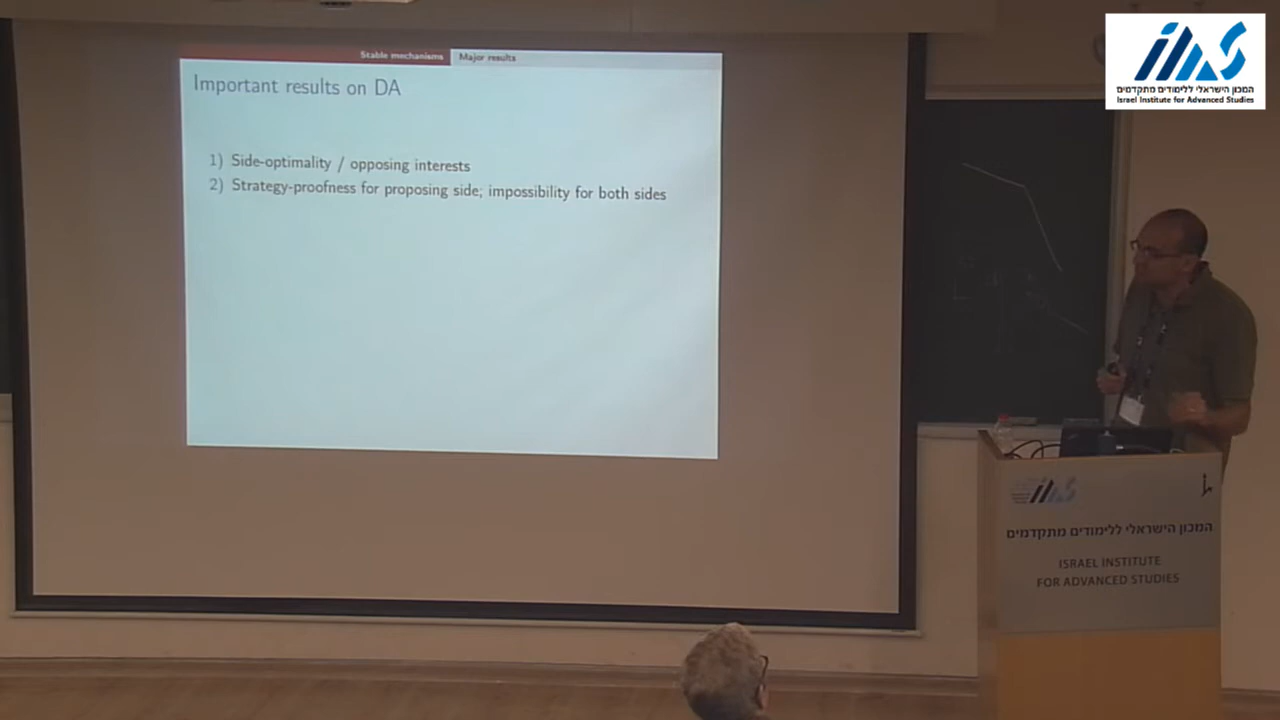 Stable mechanisms Major results
Important results on DA
1) Side-optimality / opposing interests
2) Strategy-proofness for proposing side; impossibility for both sides
המכון הישראלי ללימודים מתקדמים
Israel Institute for Advanced Studies
המכון הישראלי ללימודים מתקדמים
ISRAEL INSTITUTE
FOR ADVANCED STUDIES